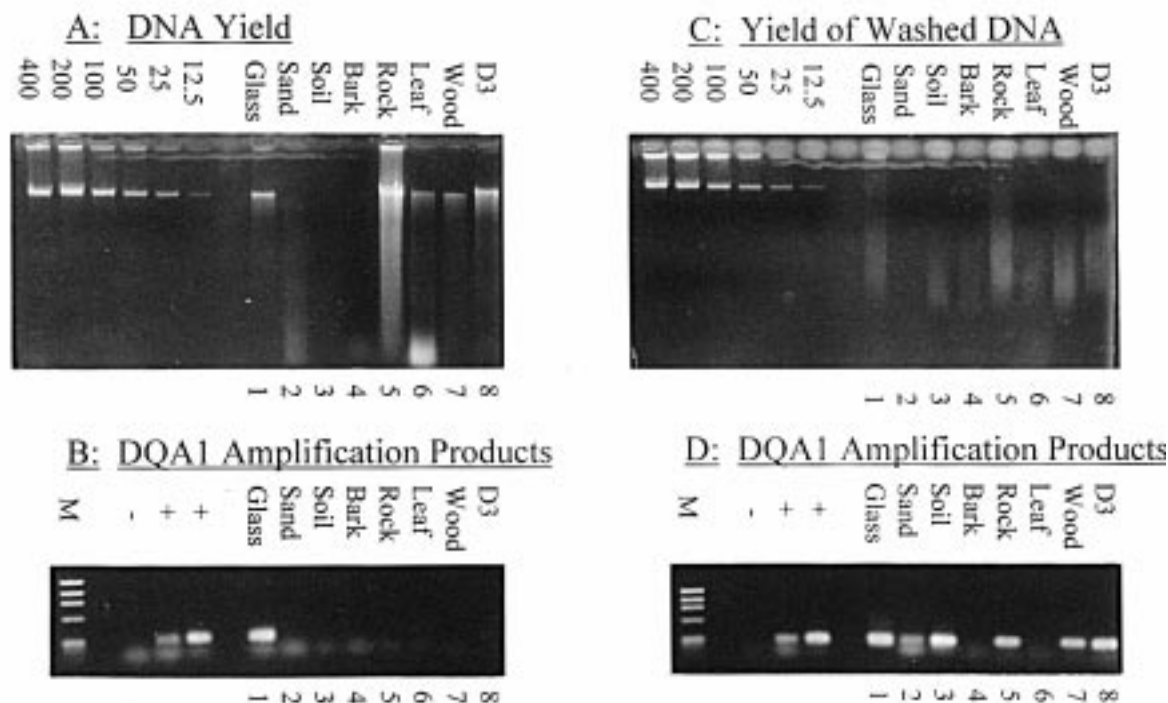 A: DNA Yield
400 200 100 50 25 12.5 Glass Sand Soil Bark Rock Leaf Wood D3
1 2 3 4 5 6 7 8
B: DQA1 Amplification Products
M - + + Glass Sand Soil Bark Rock Leaf Wood D3
1 2 3 4 5 6 7 8
C: Yield of Washed DNA
400 200 100 50 25 12.5 Glass Sand Soil Bark Rock Leaf Wood D3
1 2 3 4 5 6 7 8
D: DQA1 Amplification Products
M - + + Glass Sand Soil Bark Rock Leaf Wood D3
1 2 3 4 5 6 7 8